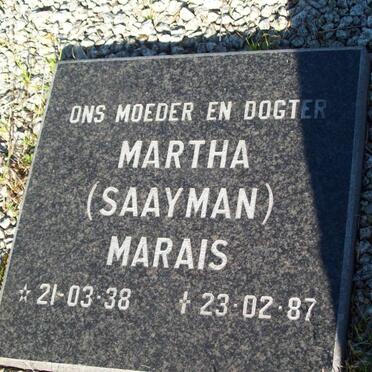 ONS MOEDER EN DOGTER
MARTHA
(SAAYMAN)
MARAIS
☆ 21-03-38 ✝ 23-02-87